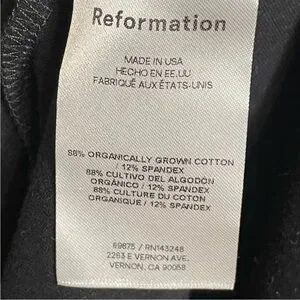 Reformation
MADE IN USA
HECHO EN EE.UU
FABRIQUÉ AUX ÉTATS-UNIS
88% ORGANICALLY GROWN COTTON
/ 12% SPANDEX
88% CULTIVO DEL ALGODÓN
ORGÁNICO / 12% SPANDEX
88% CULTURE DU COTON
ORGANIQUE / 12% SPANDEX
69875 / RN143248
2263 E VERNON AVE.
VERNON, CA 90058